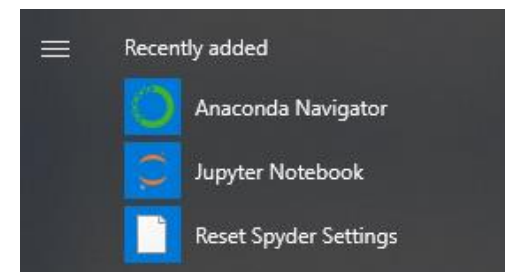 Recently added
Anaconda Navigator
Jupyter Notebook
Reset Spyder Settings